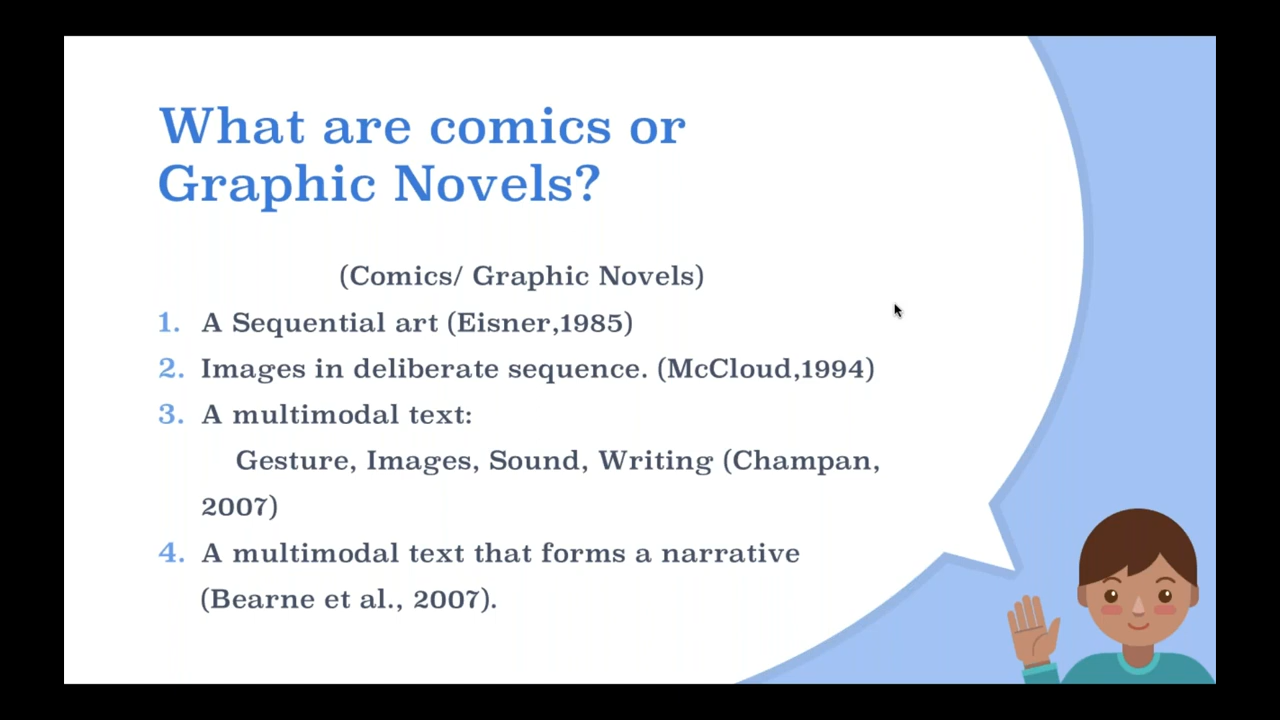 What are comics or
Graphic Novels?
(Comics/ Graphic Novels)
1. A Sequential art (Eisner,1985)
2. Images in deliberate sequence. (McCloud,1994)
3. A multimodal text:
Gesture, Images, Sound, Writing (Champan,
2007)
4. A multimodal text that forms a narrative
(Bearne et al., 2007).